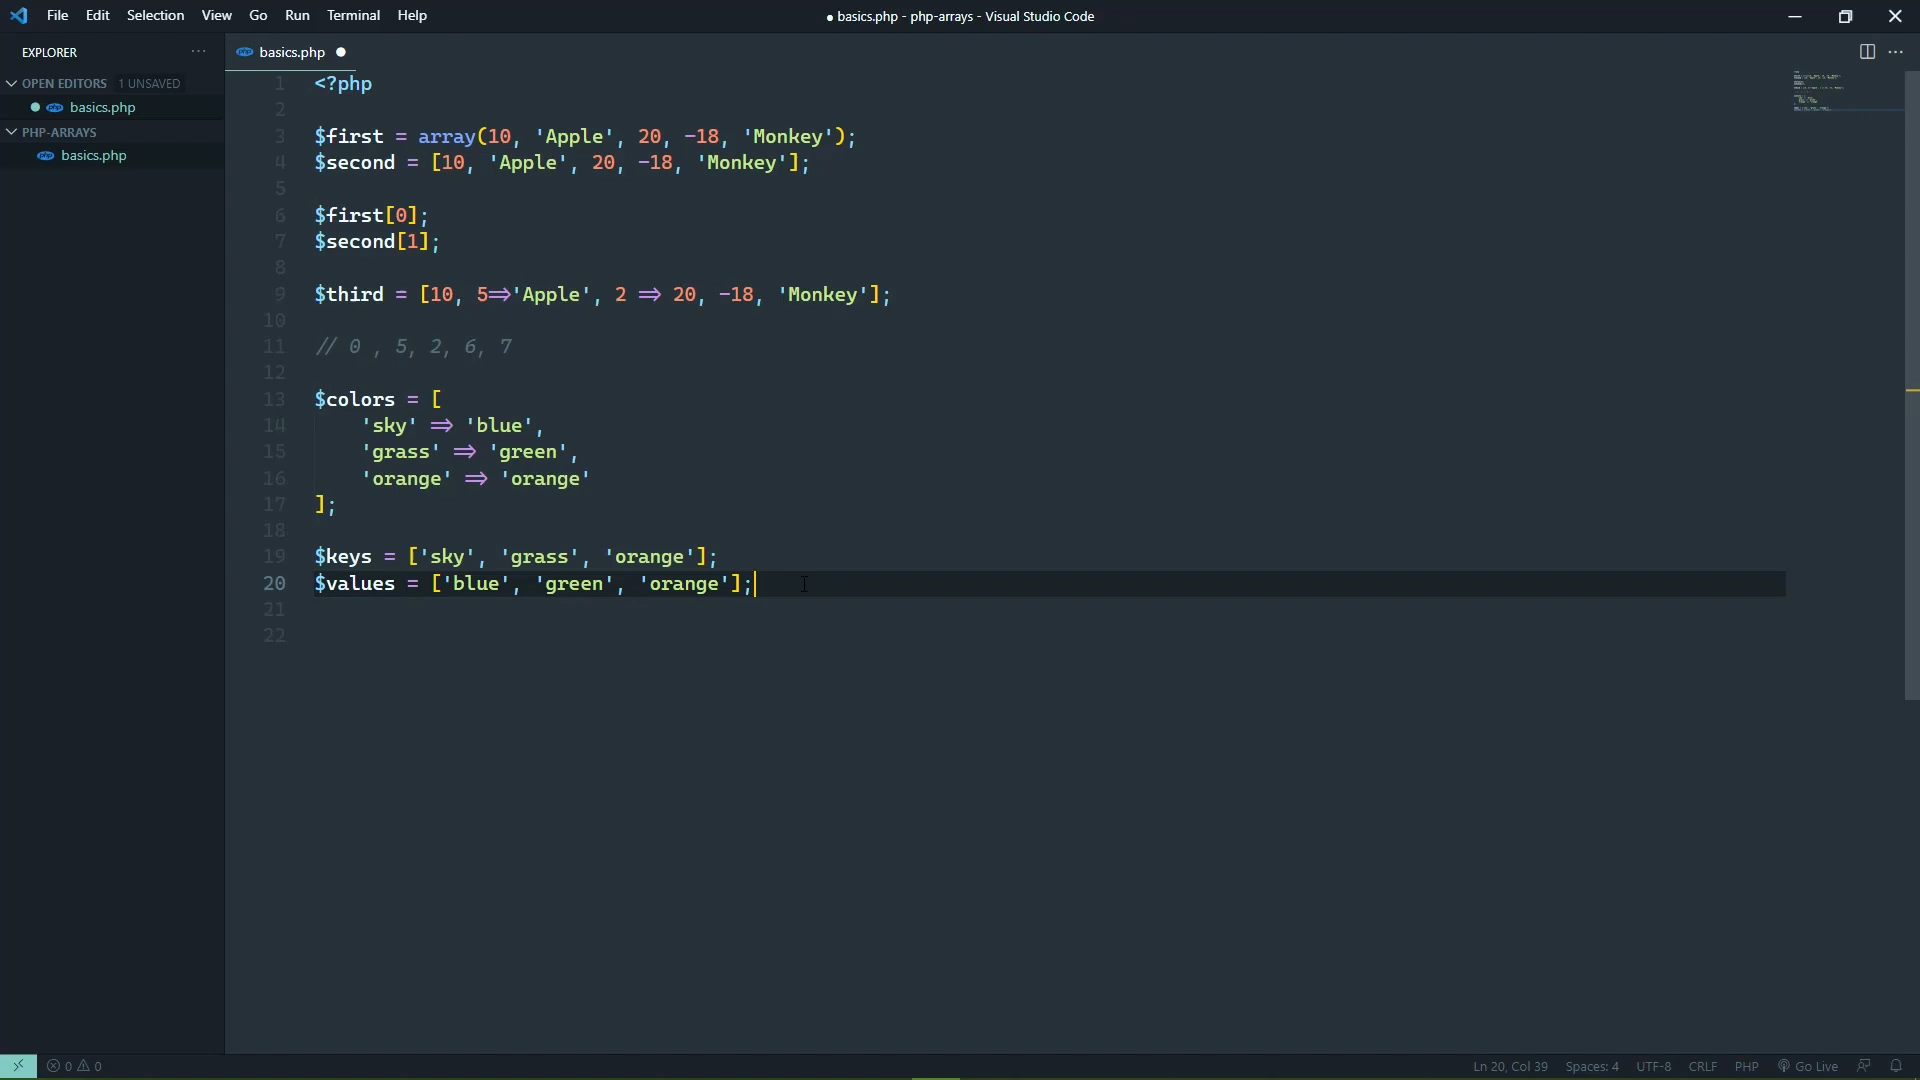 File Edit Selection View Go Run Terminal Help
● basics.php - php-arrays - Visual Studio Code
EXPLORER
OPEN EDITORS 1 UNSAVED
basics.php
PHP-ARRAYS
basics.php
basics.php
1 <?php
2
3 $first = array(10, 'Apple', 20, -18, 'Monkey');
4 $second = [10, 'Apple', 20, -18, 'Monkey'];
5
6 $first[0];
7 $second[1];
8
9 $third = [10, 5=>'Apple', 2 => 20, -18, 'Monkey'];
10
11 // 0 , 5, 2, 6, 7
12
13 $colors = [
14 'sky' => 'blue',
15 'grass' => 'green',
16 'orange' => 'orange'
17 ];
18
19 $keys = ['sky', 'grass', 'orange'];
20 $values = ['blue', 'green', 'orange'];
21
22
0 0
Ln 20, Col 39 Spaces: 4 UTF-8 CRLF PHP Go Live